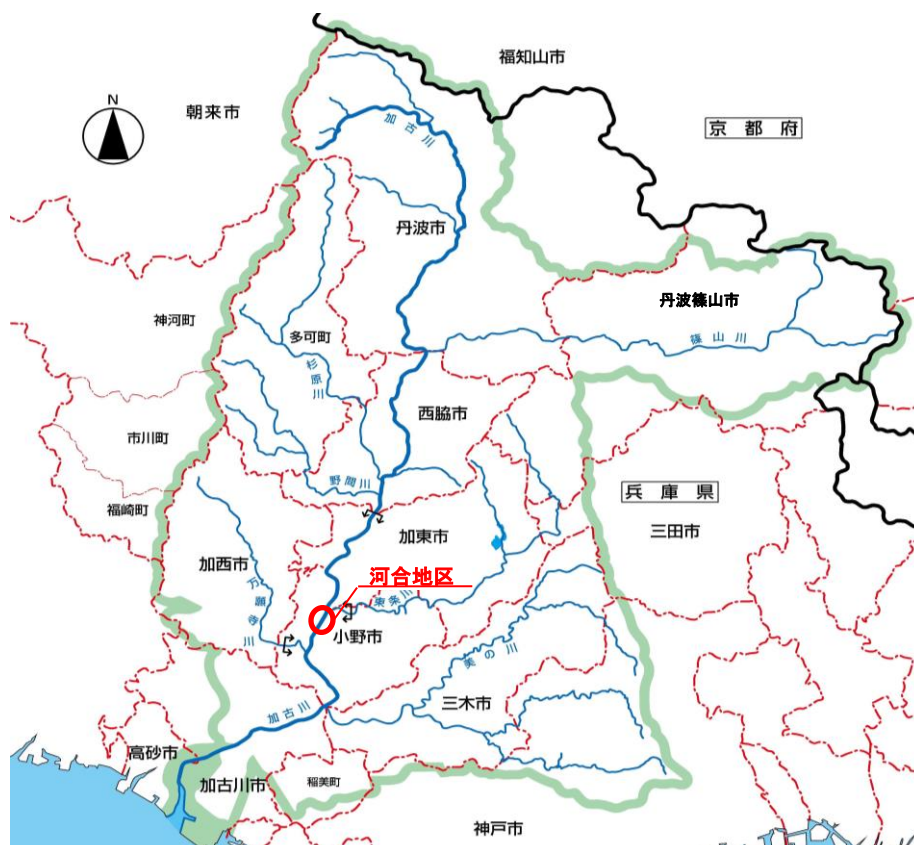 福知山市
N
朝来市
加古川
京都府
丹波市
丹波篠山市
神河町
多可町
篠山川
杉原川
西脇市
市川町
野間川
兵庫県
福崎町
三田市
加東市
加西市
河合地区
万願寺川
東条川
小野市
美の川
三木市
加古川
高砂市
加古川市
稲美町
神戸市